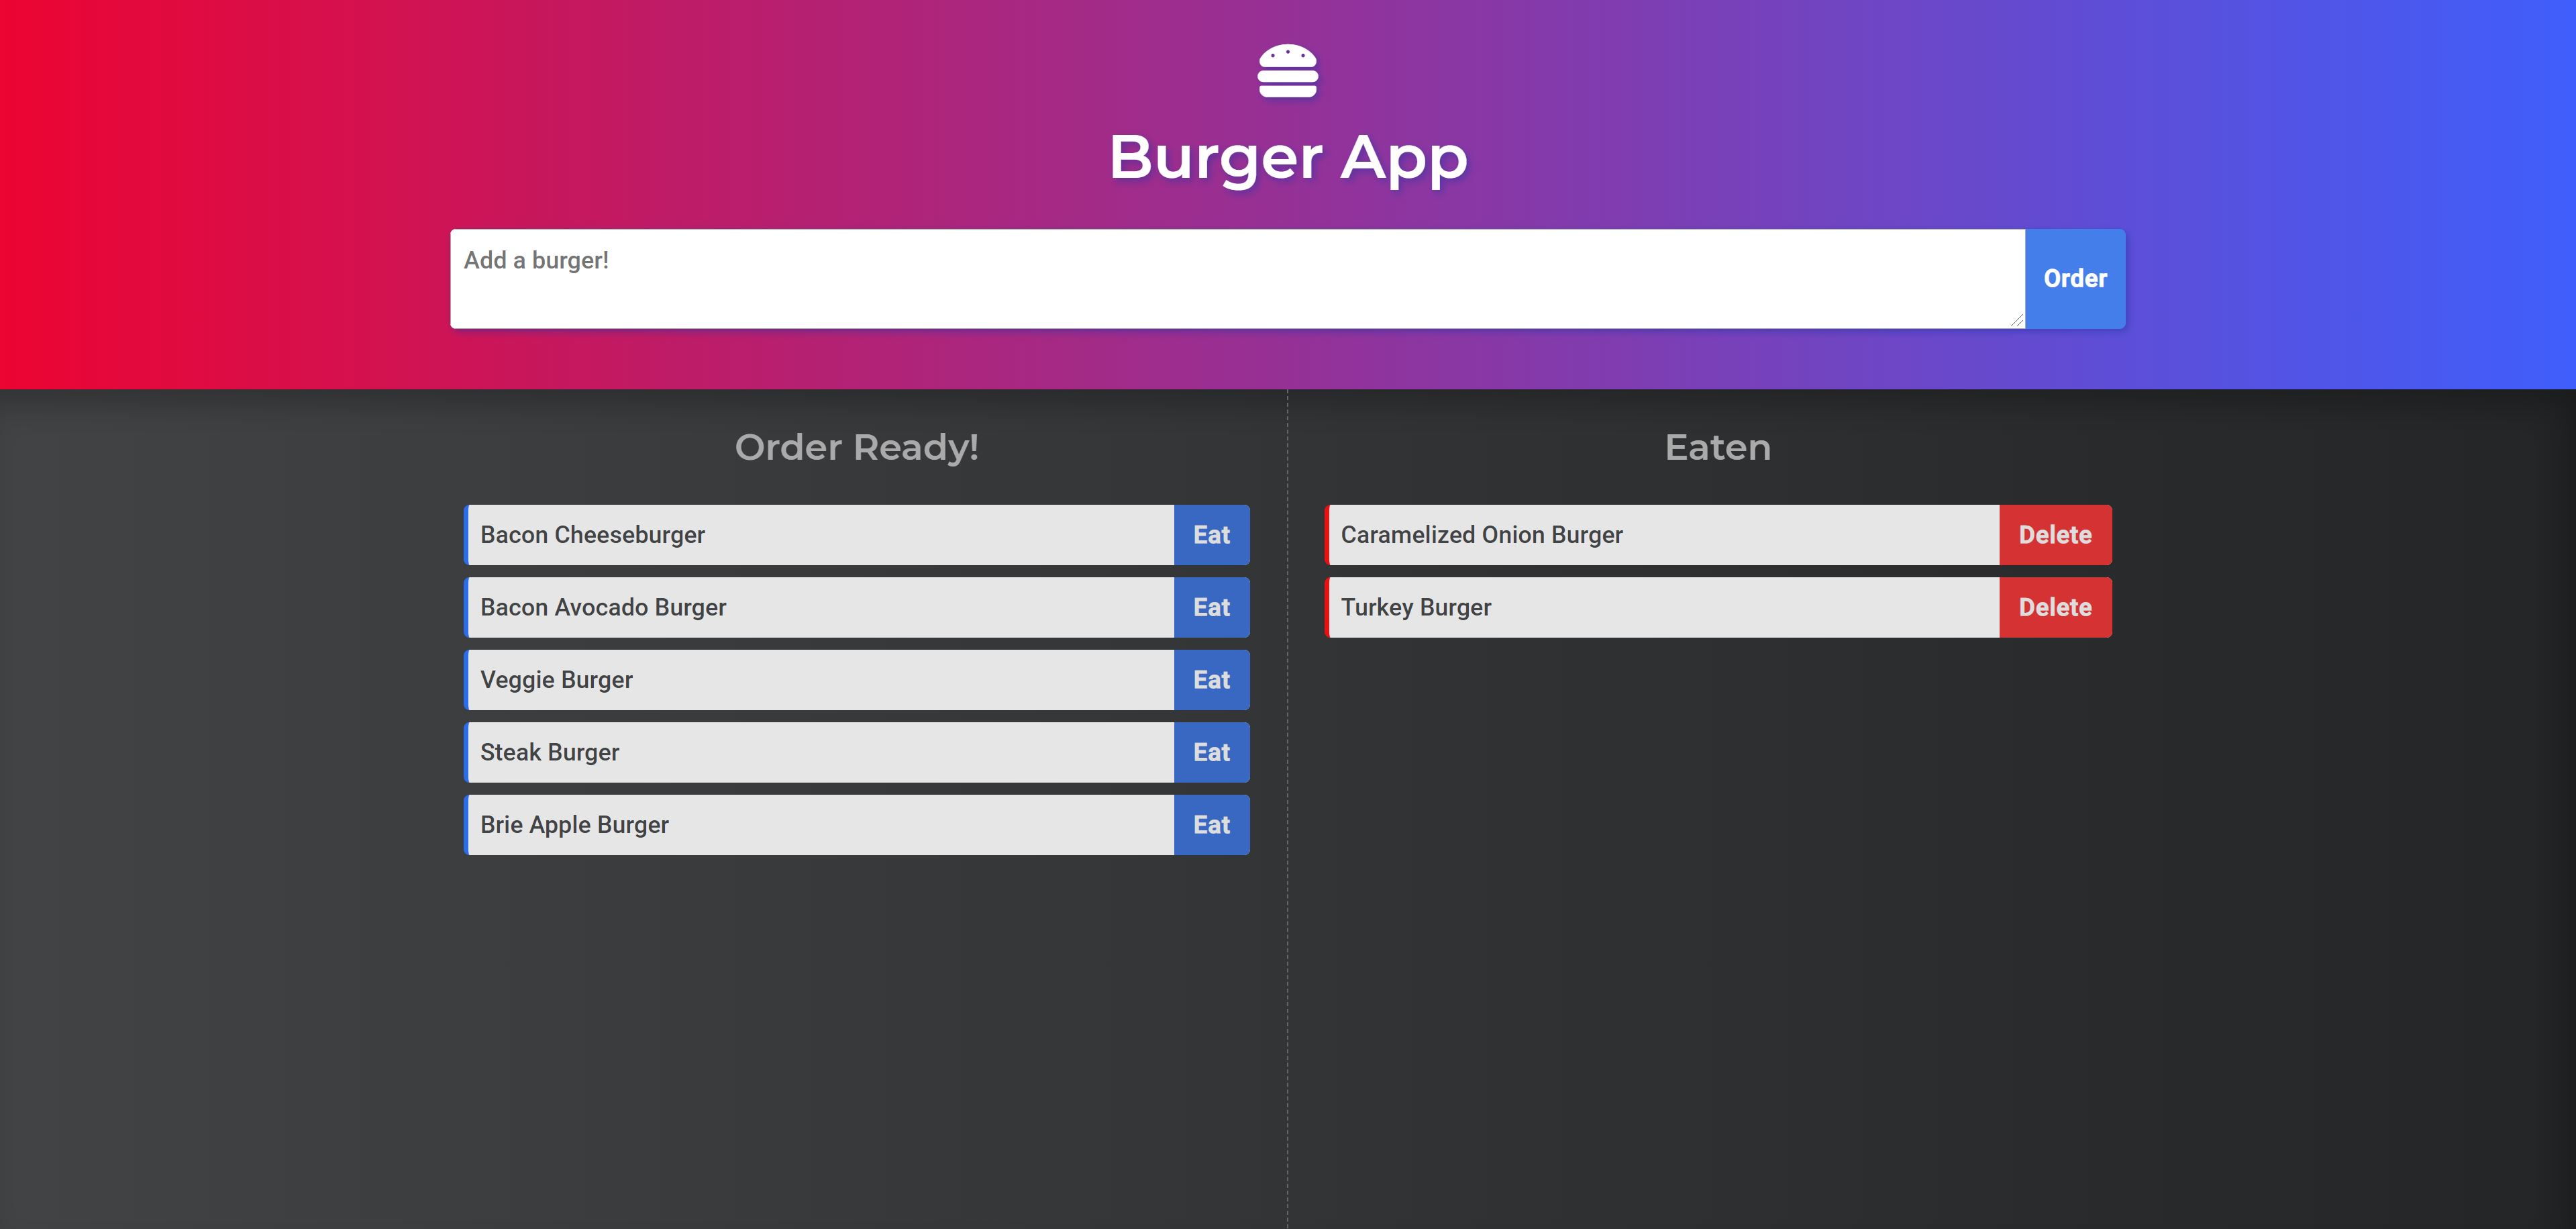 Burger App
Add a burger!
Order
Order Ready!
Bacon Cheeseburger
Eat
Bacon Avocado Burger
Eat
Veggie Burger
Eat
Steak Burger
Eat
Brie Apple Burger
Eat
Eaten
Caramelized Onion Burger
Delete
Turkey Burger
Delete